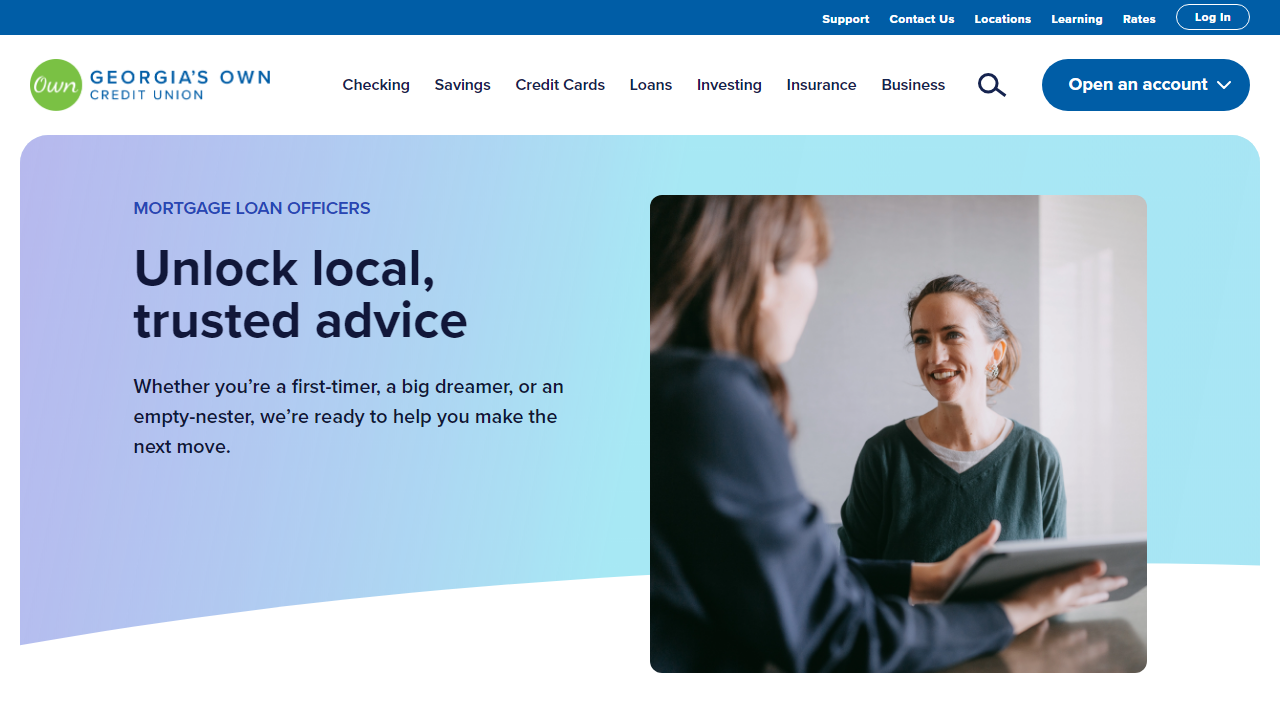 Support Contact Us Locations Learning Rates Log In
Own GEORGIA'S OWN
CREDIT UNION
Checking Savings Credit Cards Loans Investing Insurance Business Open an account
MORTGAGE LOAN OFFICERS
Unlock local,
trusted advice
Whether you’re a first-timer, a big dreamer, or an
empty-nester, we’re ready to help you make the
next move.